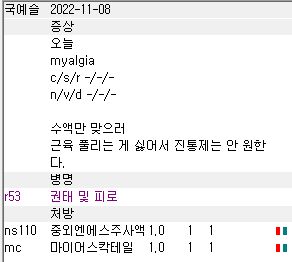 국예슬 2022-11-08
증상
오늘
myalgia
c/s/r -/-/-
n/v/d -/-/-
수액만 맞으러
근육 풀리는 게 싫어서 진통제는 안 원한
다.
병명
r53 권태 및 피로
처방
ns110 중외엔에스주사액 1.0 1 1
mc 마이어스칵테일 1.0 1 1